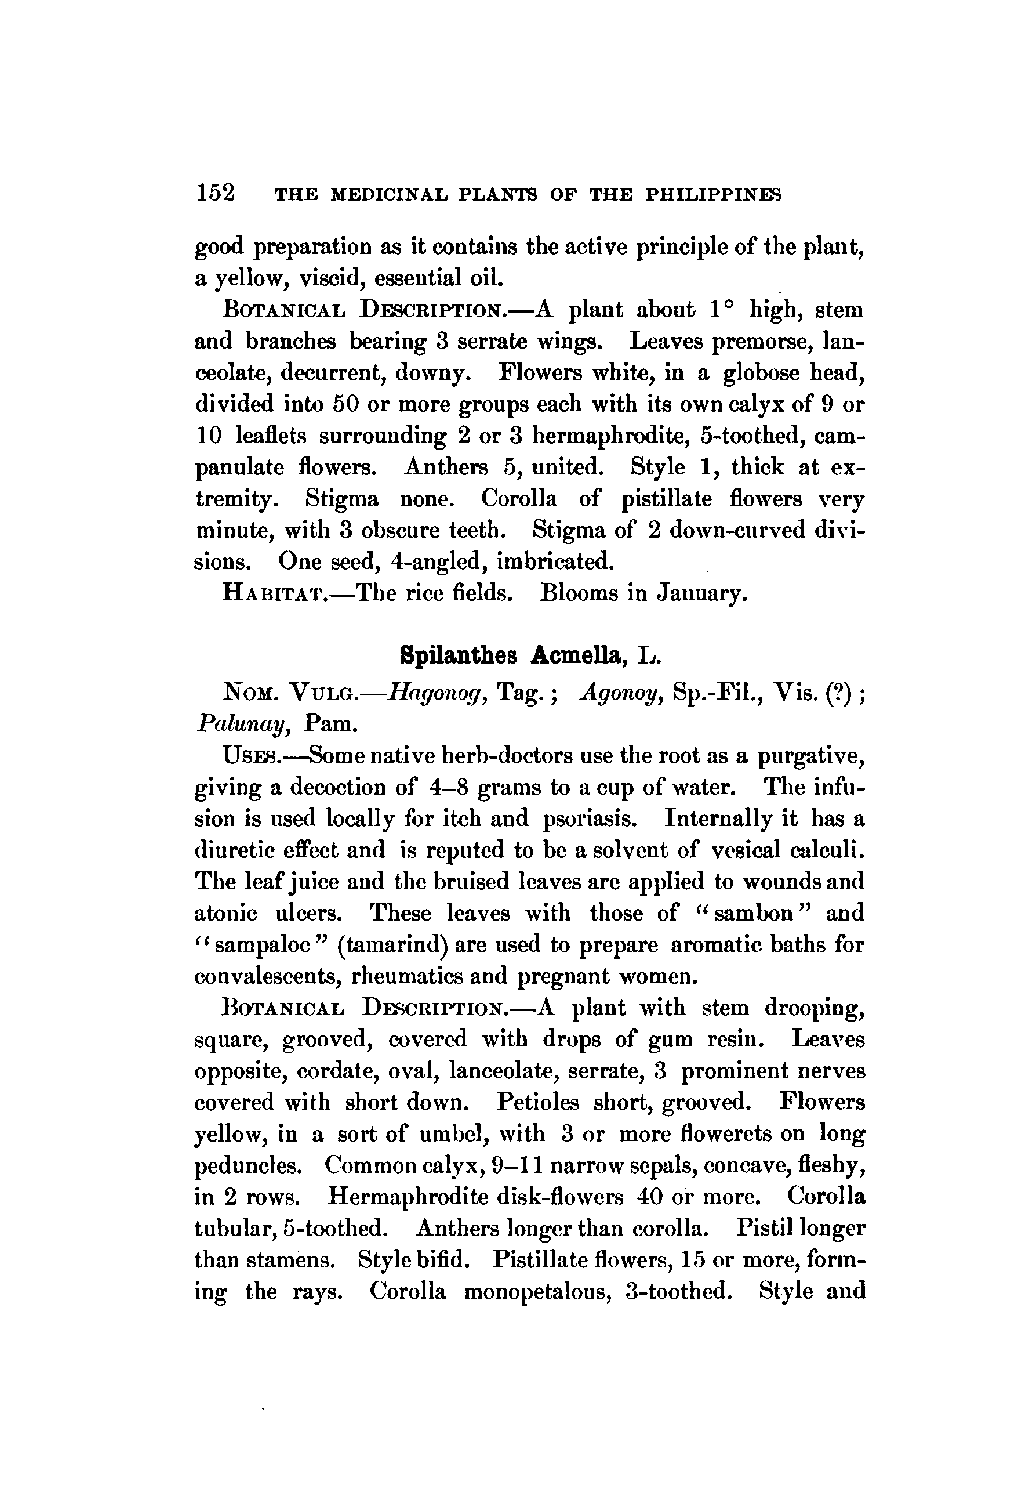 152 THE MEDICINAL PLANTS OF THE PHILIPPINES
good preparation as it contains the active principle of the plant,
a yellow, viscid, essential oil.
BOTANICAL DESCRIPTION.—A plant about 1° high, stem
and branches bearing 3 serrate wings. Leaves premorse, lan-
ceolate, decurrent, downy. Flowers white, in a globose head,
divided into 50 or more groups each with its own calyx of 9 or
10 leaflets surrounding 2 or 3 hermaphrodite, 5-toothed, cam-
panulate flowers. Anthers 5, united. Style 1, thick at ex-
tremity. Stigma none. Corolla of pistillate flowers very
minute, with 3 obscure teeth. Stigma of 2 down-curved divi-
sions. One seed, 4-angled, imbricated.
HABITAT.—The rice fields. Blooms in January.
Spilanthes Acmella, L.
NOM. VULG.—Hagonog, Tag.; Agonoy, Sp.-Fil., Vis. (?);
Palunay, Pam.
USES.—Some native herb-doctors use the root as a purgative,
giving a decoction of 4–8 grams to a cup of water. The infu-
sion is used locally for itch and psoriasis. Internally it has a
diuretic effect and is reputed to be a solvent of vesical calculi.
The leaf juice and the bruised leaves are applied to wounds and
atonic ulcers. These leaves with those of "sambon" and
"sampaloc" (tamarind) are used to prepare aromatic baths for
convalescents, rheumatics and pregnant women.
BOTANICAL DESCRIPTION.—A plant with stem drooping,
square, grooved, covered with drops of gum resin. Leaves
opposite, cordate, oval, lanceolate, serrate, 3 prominent nerves
covered with short down. Petioles short, grooved. Flowers
yellow, in a sort of umbel, with 3 or more flowerets on long
peduncles. Common calyx, 9–11 narrow sepals, concave, fleshy,
in 2 rows. Hermaphrodite disk-flowers 40 or more. Corolla
tubular, 5-toothed. Anthers longer than corolla. Pistil longer
than stamens. Style bifid. Pistillate flowers, 15 or more, form-
ing the rays. Corolla monopetalous, 3-toothed. Style and